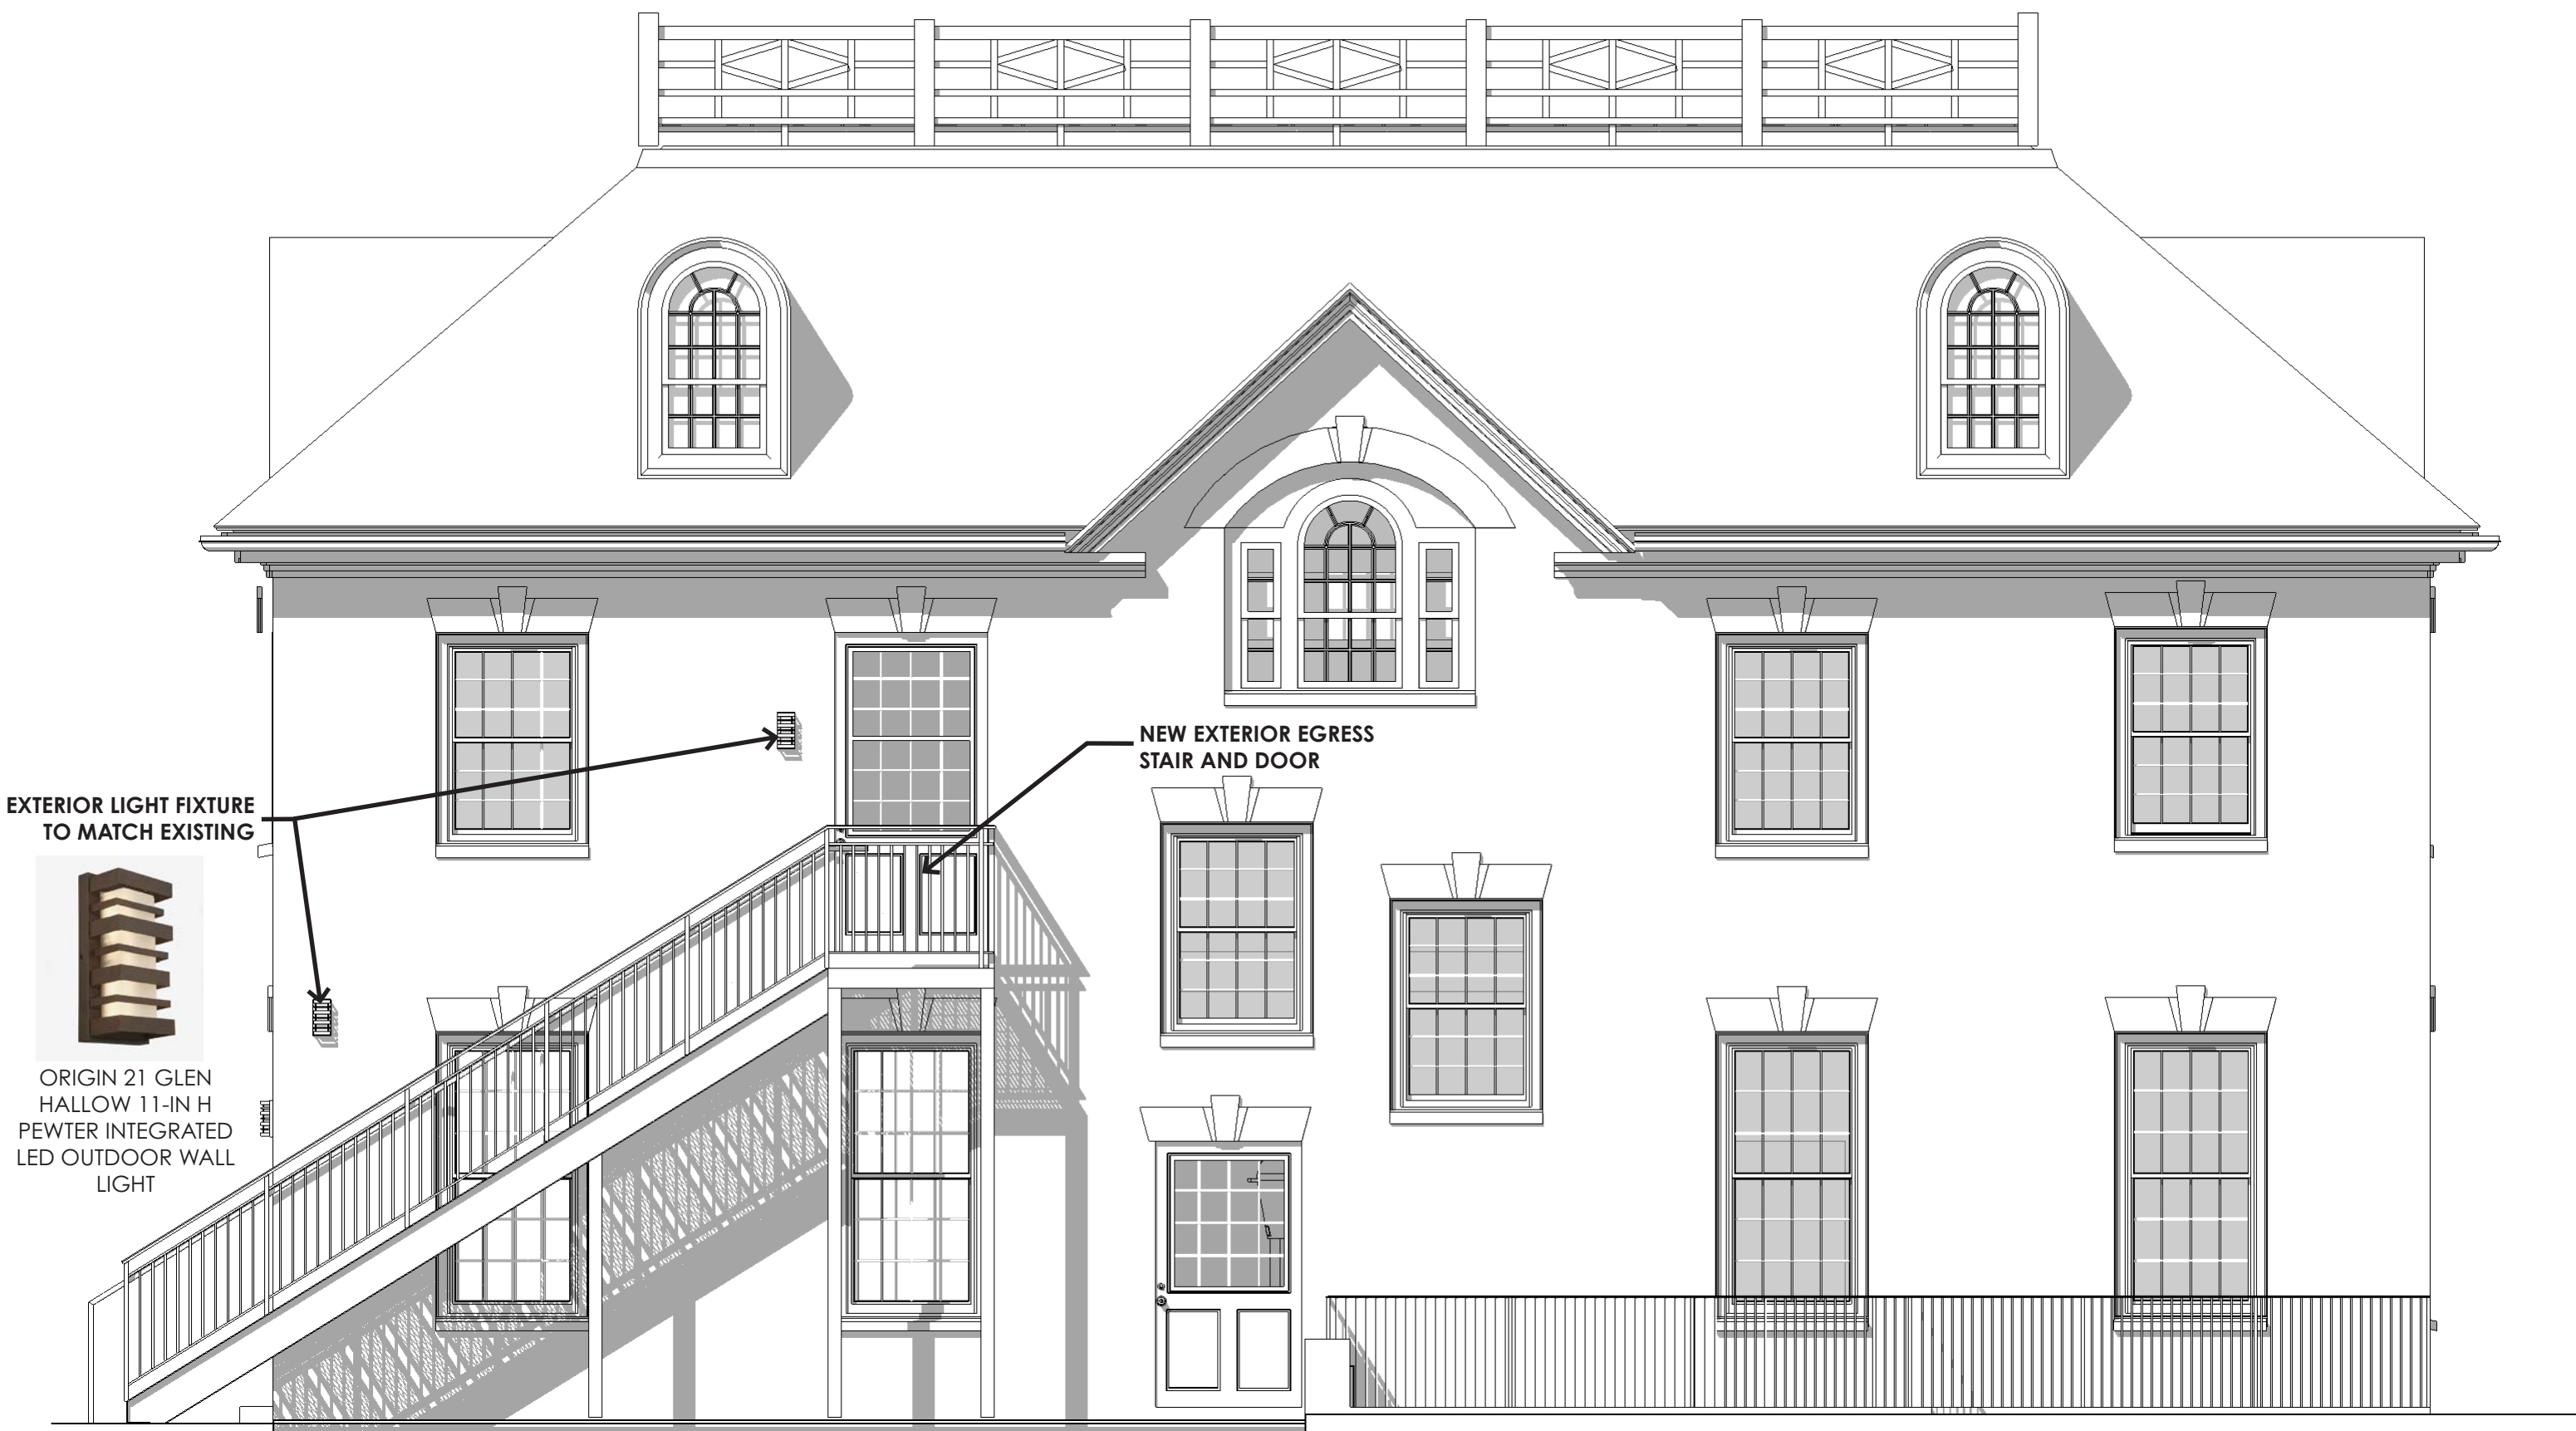 NEW EXTERIOR EGRESS
STAIR AND DOOR
EXTERIOR LIGHT FIXTURE
TO MATCH EXISTING
ORIGIN 21 GLEN
HALLOW 11-IN H
PEWTER INTEGRATED
LED OUTDOOR WALL
LIGHT